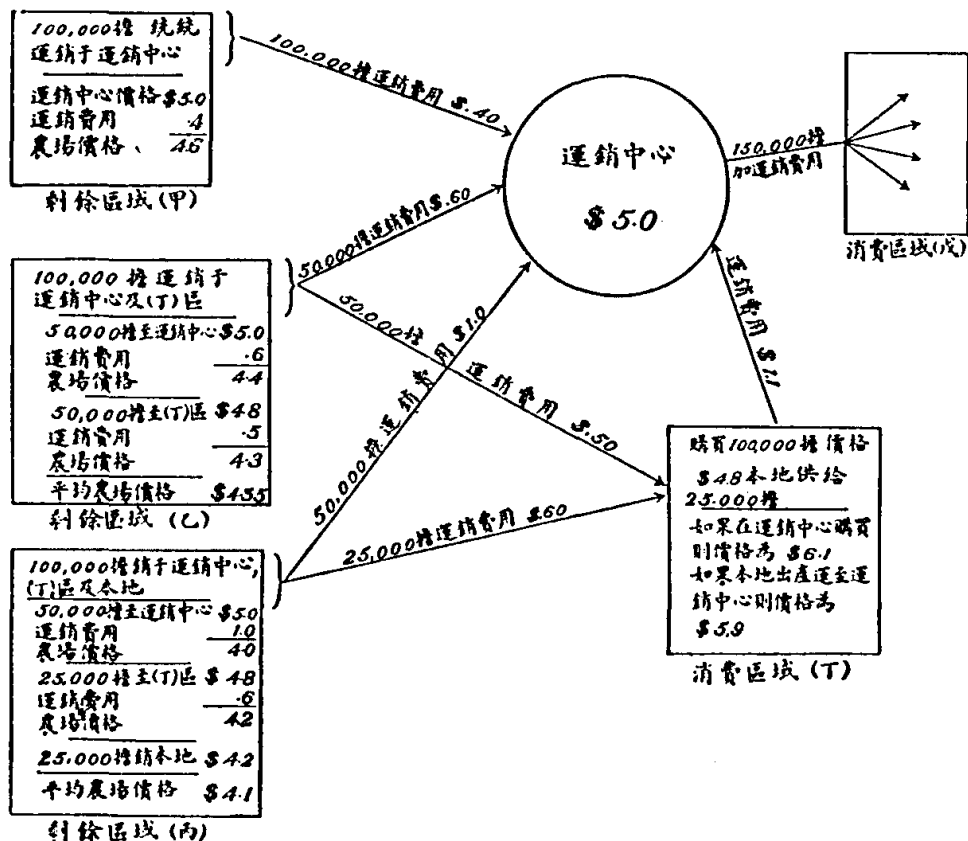 100,000擔 統統
運銷于運銷中心
運銷中心價格 $5.0
運銷費用 .4
農場價格、 4.6
剩餘區域(甲)
100,000擔運銷費用 $.40
運銷中心
$5.0
150,000擔
加運銷費用
消費區域(戊)
100,000擔運銷于
運銷中心及(丁)區
50,000擔至運銷中心 $5.0
運銷費用 .6
農場價格 4.4
50,000擔至(丁)區 $4.8
運銷費用 .5
農場價格 4.3
平均農場價格 $4.35
剩餘區域 (乙)
50,000擔運銷費用 $.60
50,000擔 運銷費用 $.50
100,000擔銷于運銷中心,
(丁)區及本地
50,000擔至運銷中心 $5.0
運銷費用 1.0
農場價格 4.0
25,000擔至(丁)區 $4.8
運銷費用 .6
農場價格 4.2
25,000擔銷本地 $4.2
平均農場價格 $4.1
剩餘區域(丙)
50,000擔運銷費用 $1.0
25,000擔運銷費用 $.60
運銷費用 $1.1
購買100,000擔價格
$4.8本地供給
25.000擔
如果在運銷中心購買
則價格為 $6.1
如果本地出產運至運
銷中心則價格為
$5.9
消費區域(丁)